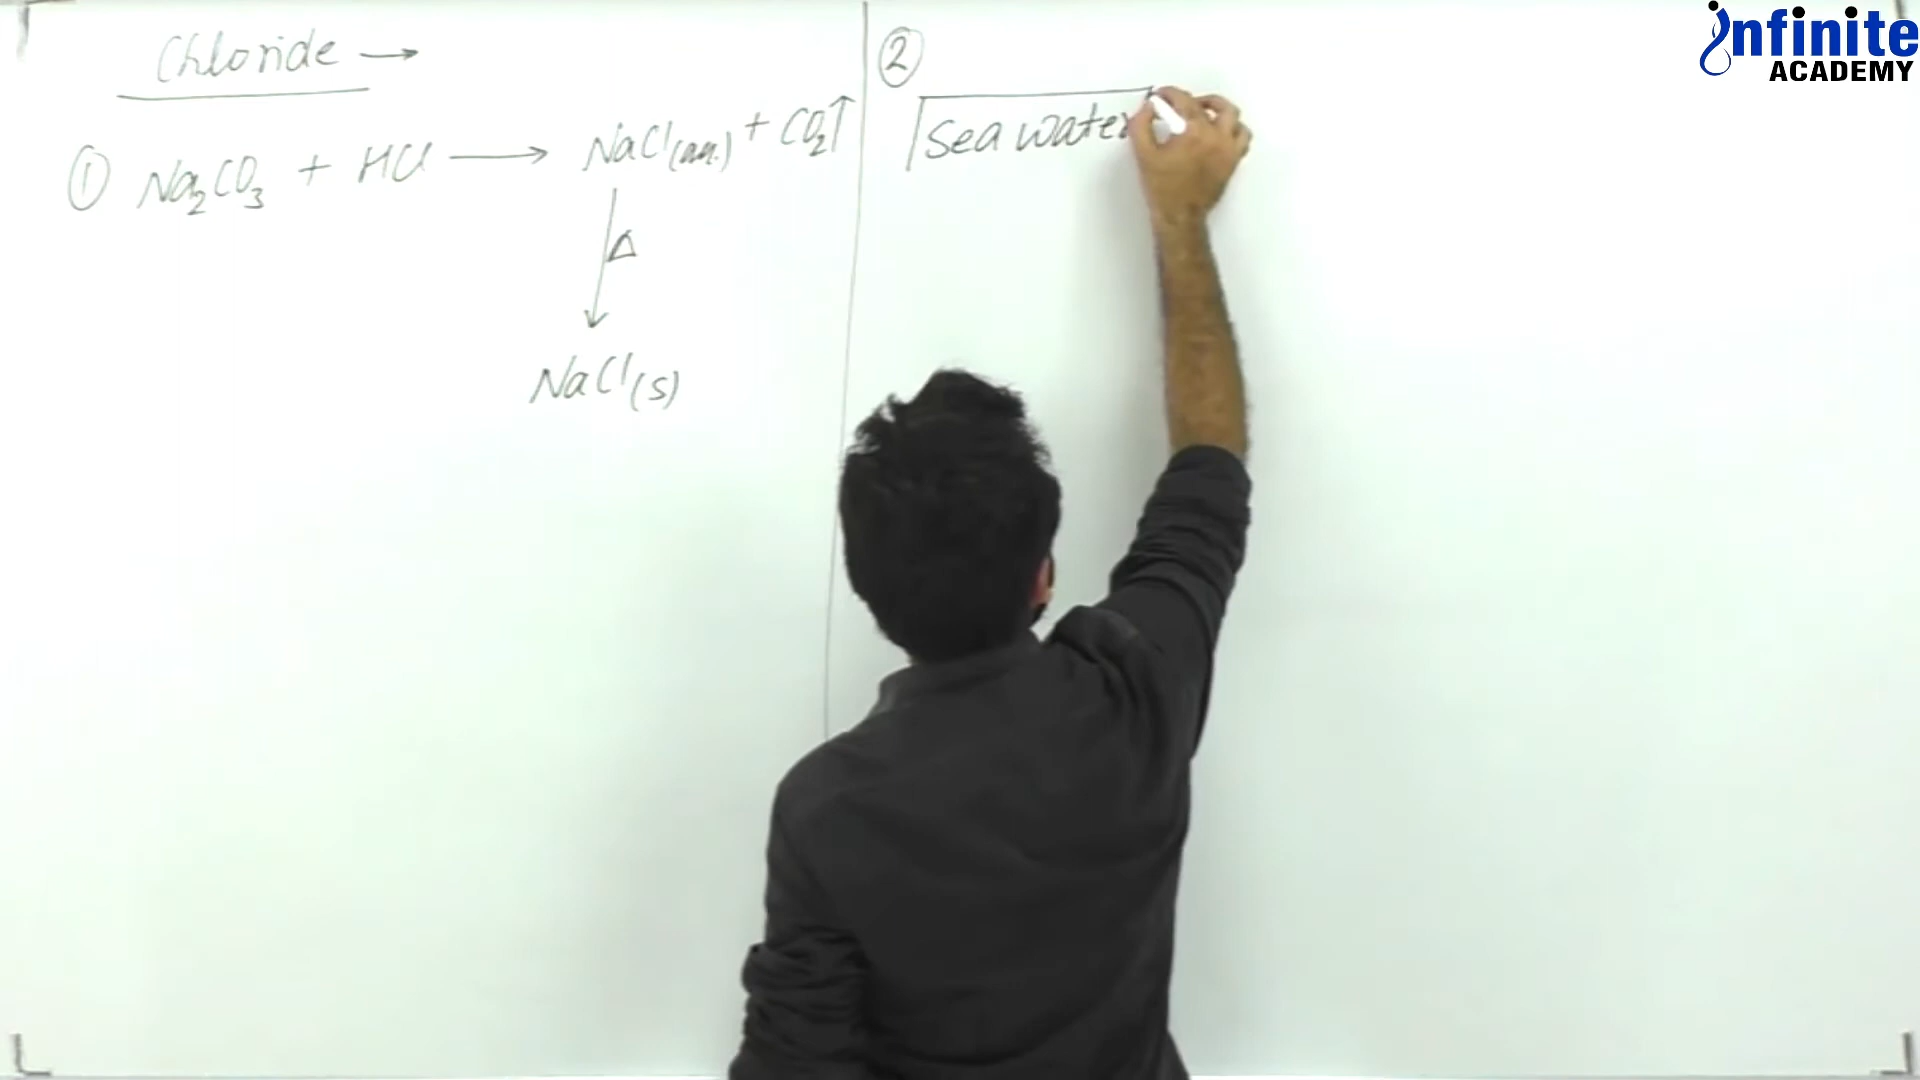 Chloride →
① Na₂CO₃ + HCl ⟶ NaCl(aq.) + CO₂↑
Δ
NaCl(s)
②
Sea water
infinite
ACADEMY